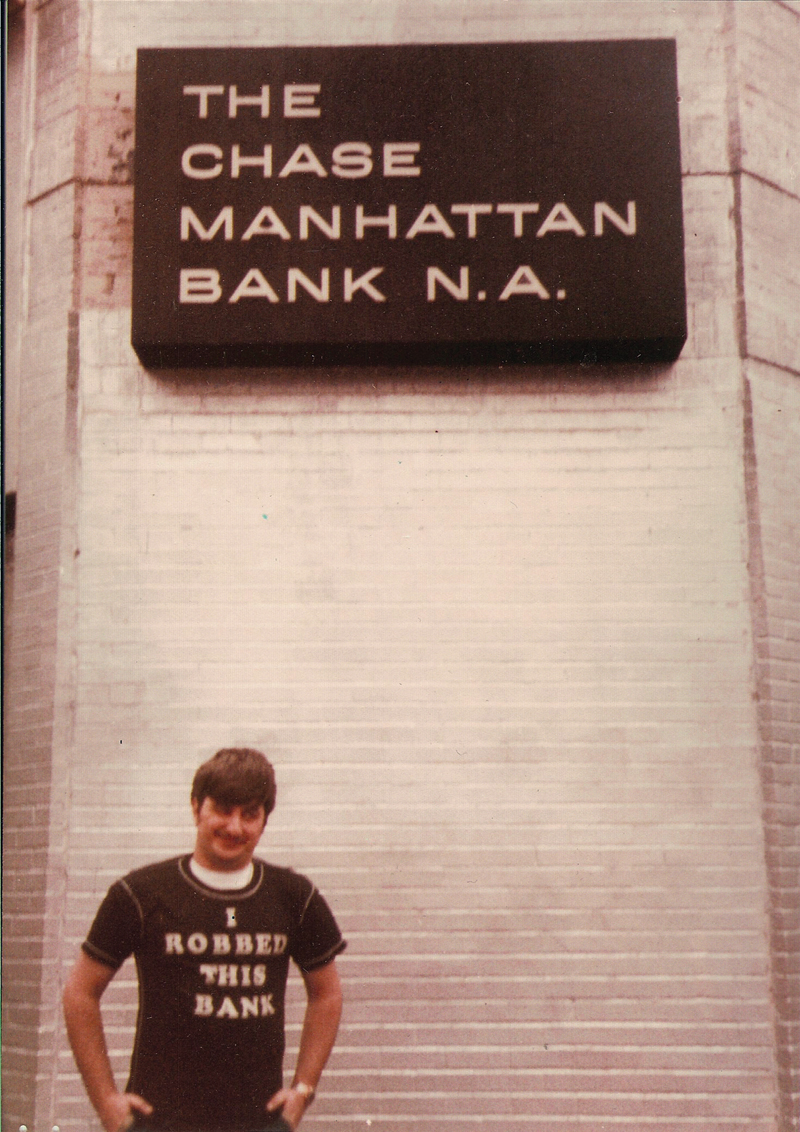 THE
CHASE
MANHATTAN
BANK N.A.
I
ROBBED
THIS
BANK